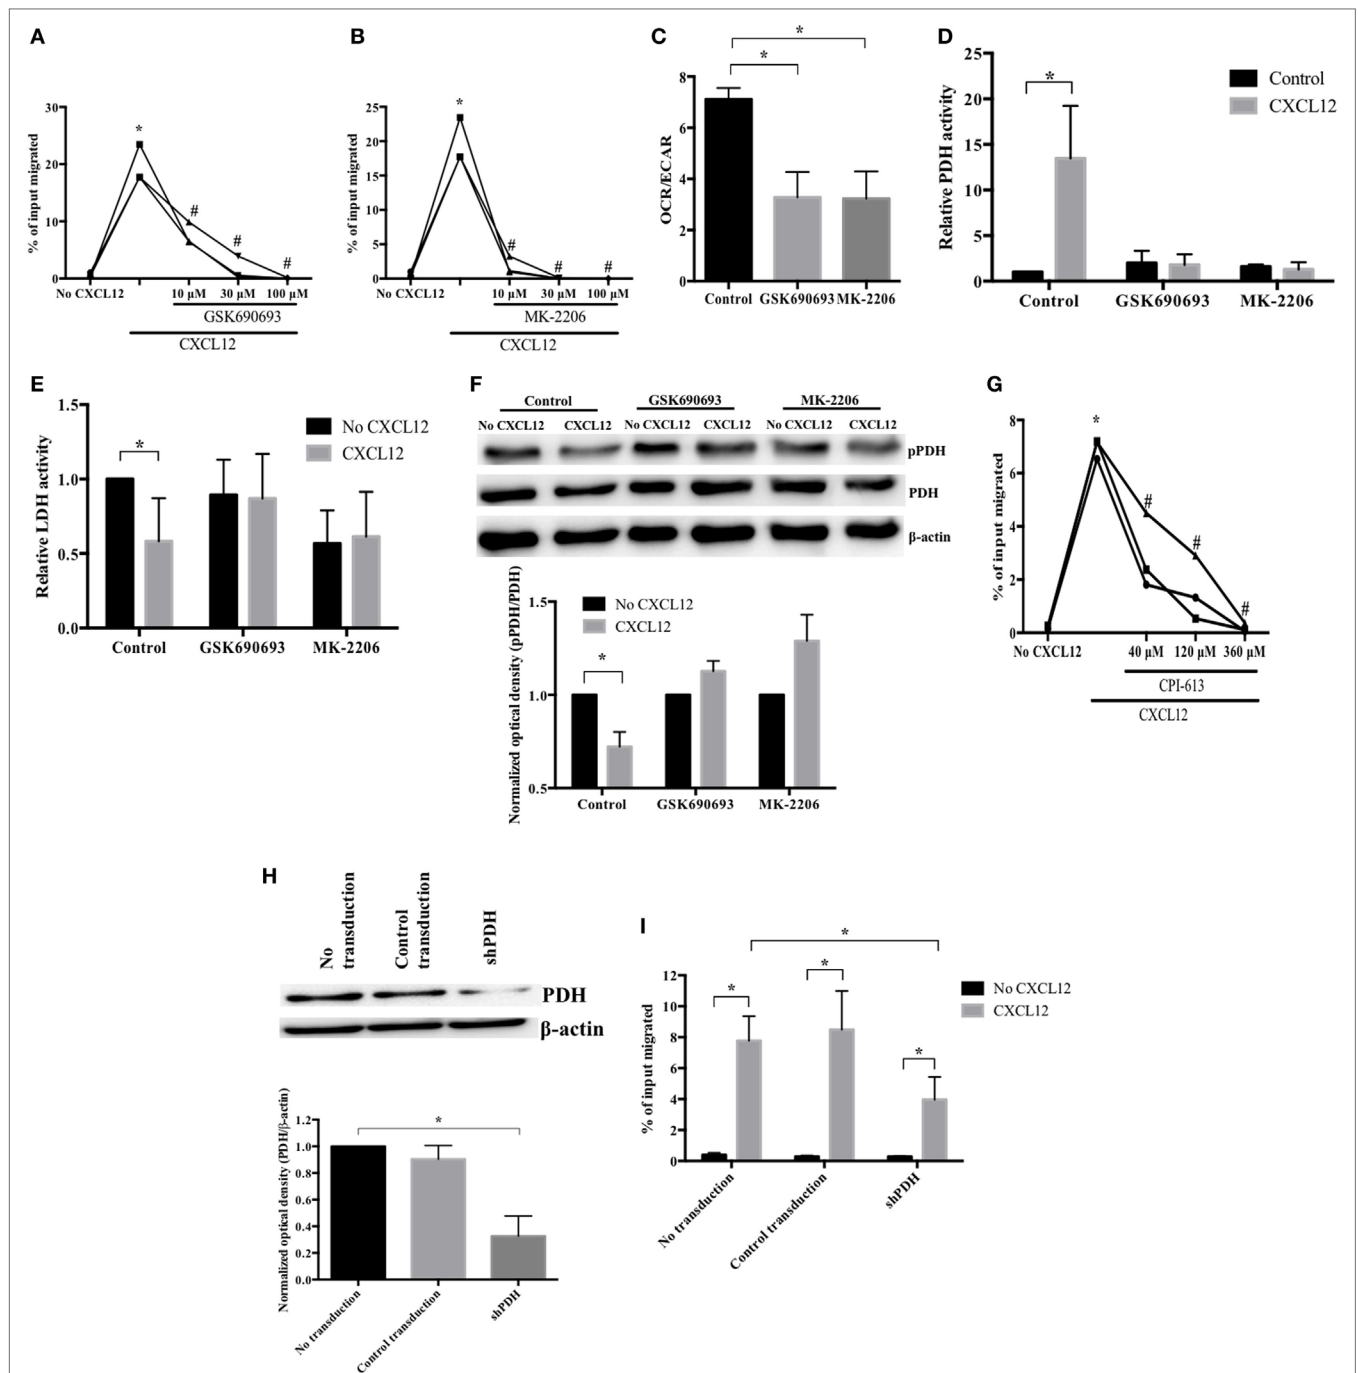 A
% of input migrated
30
20
10
0
*
#
#
#
No CXCL12
10 µM
30 µM
100 µM
GSK690693
CXCL12
B
% of input migrated
25
20
15
10
5
0
*
#
#
#
No CXCL12
10 µM
30 µM
100 µM
MK-2206
CXCL12
C
OCR/ECAR
8
6
4
2
0
*
*
Control
GSK690693
MK-2206
D
Relative PDH activity
25
20
15
10
5
0
*
Control
CXCL12
Control
GSK690693
MK-2206
E
Relative LDH activity
1.5
1.0
0.5
0.0
*
No CXCL12
CXCL12
Control
GSK690693
MK-2206
F
Control
GSK690693
MK-2206
No CXCL12
CXCL12
No CXCL12
CXCL12
No CXCL12
CXCL12
pPDH
PDH
β-actin
Normalized optical density (pPDH/PDH)
1.5
1.0
0.5
*
No CXCL12
CXCL12
Control
GSK690693
MK-2206
G
% of input migrated
8
6
4
2
0
*
#
#
#
No CXCL12
40 µM
120 µM
360 µM
CPI-613
CXCL12
H
No
transduction
Control
transduction
shPDH
PDH
β-actin
Normalized optical density (PDH/β-actin)
1.2
1.0
0.8
0.6
0.4
0.2
0.0
*
No transduction
Control transduction
shPDH
I
% of input migrated
12
10
8
6
4
2
0
*
*
*
*
No CXCL12
CXCL12
No transduction
Control transduction
shPDH